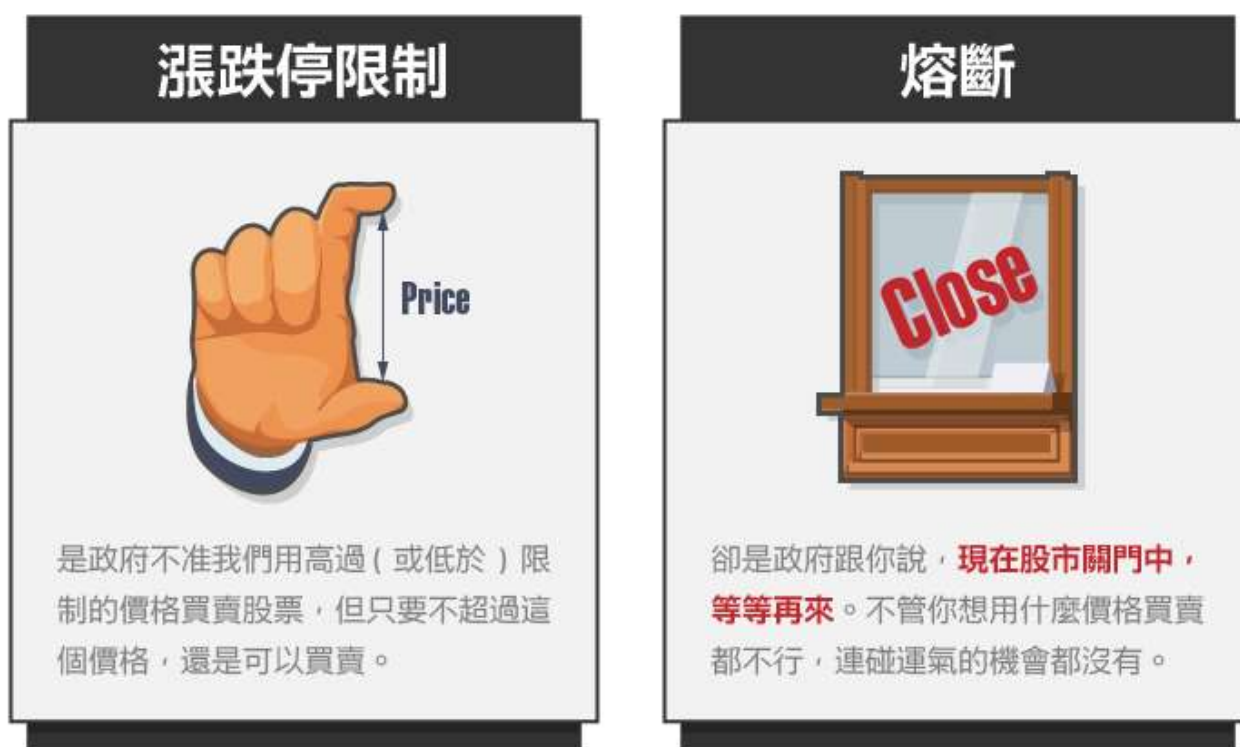 漲跌停限制
Price
是政府不准我們用高過(或低於)限
制的價格買賣股票，但只要不超過這
個價格，還是可以買賣。
熔斷
Close
卻是政府跟你說，現在股市關門中，
等等再來。不管你想用什麼價格買賣
都不行，連碰運氣的機會都沒有。